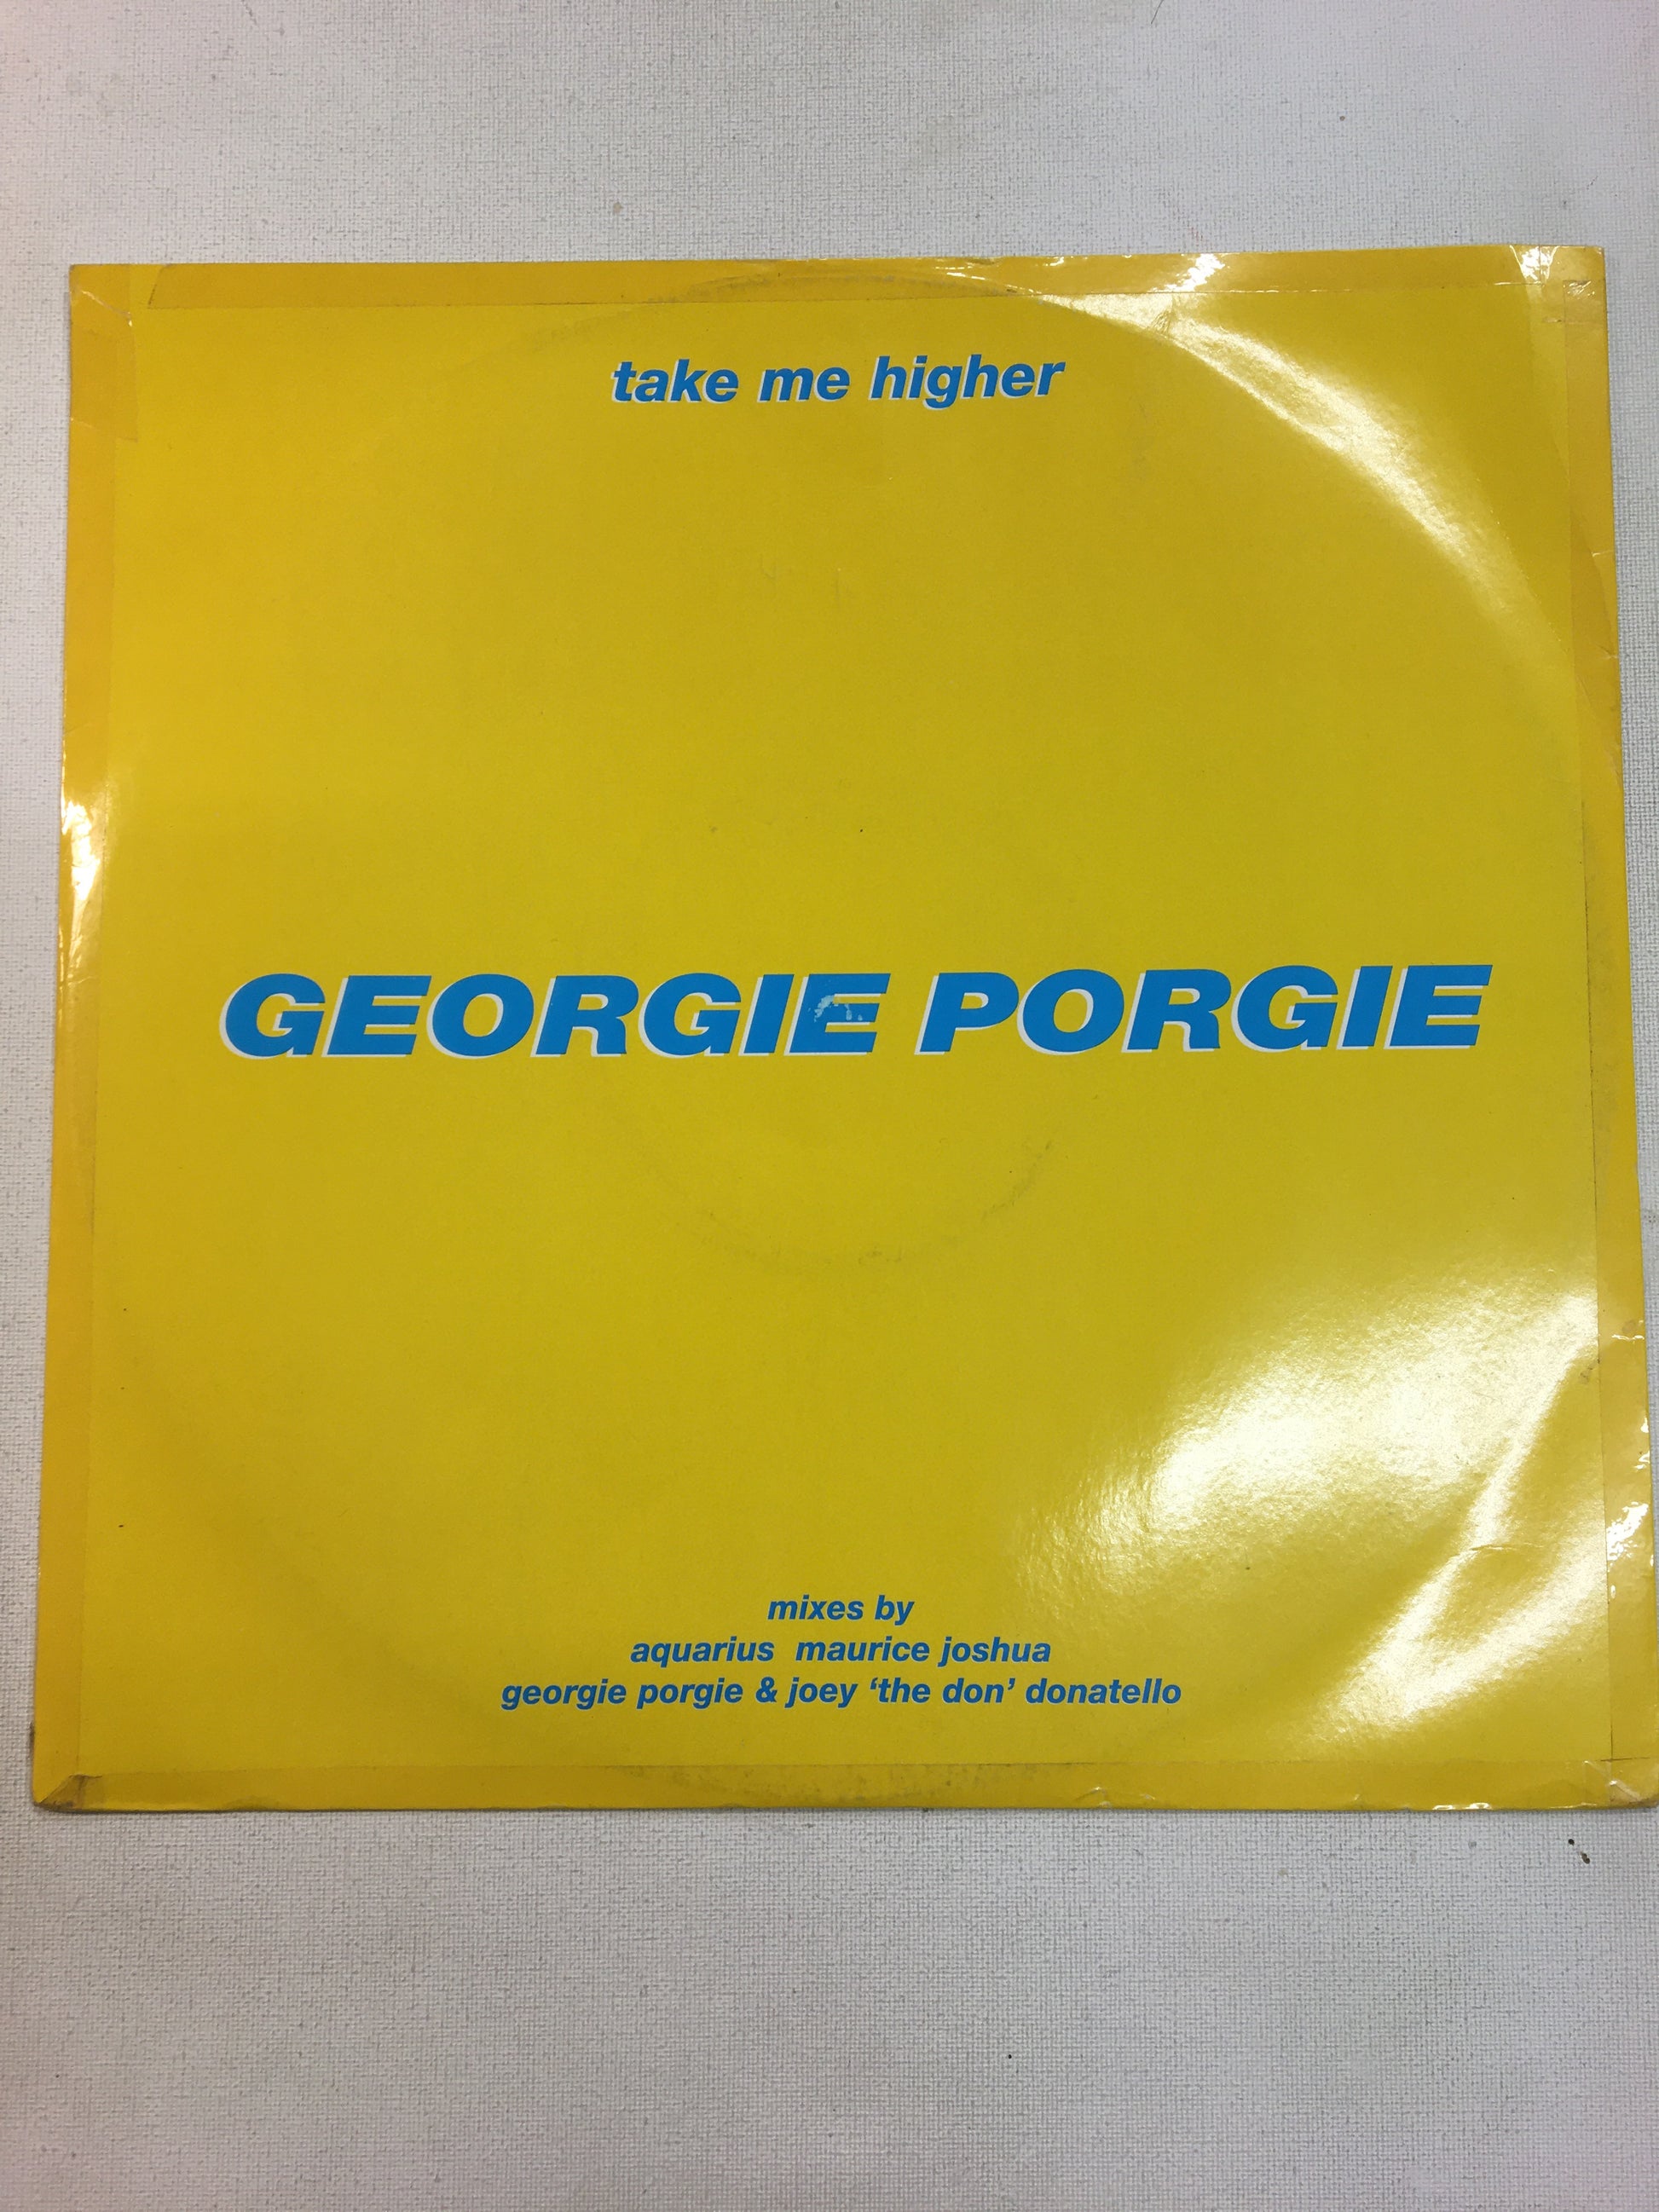 take me higher
GEORGIE PORGIE
mixes by
aquarius maurice joshua
georgie porgie & joey ‘the don’ donatello